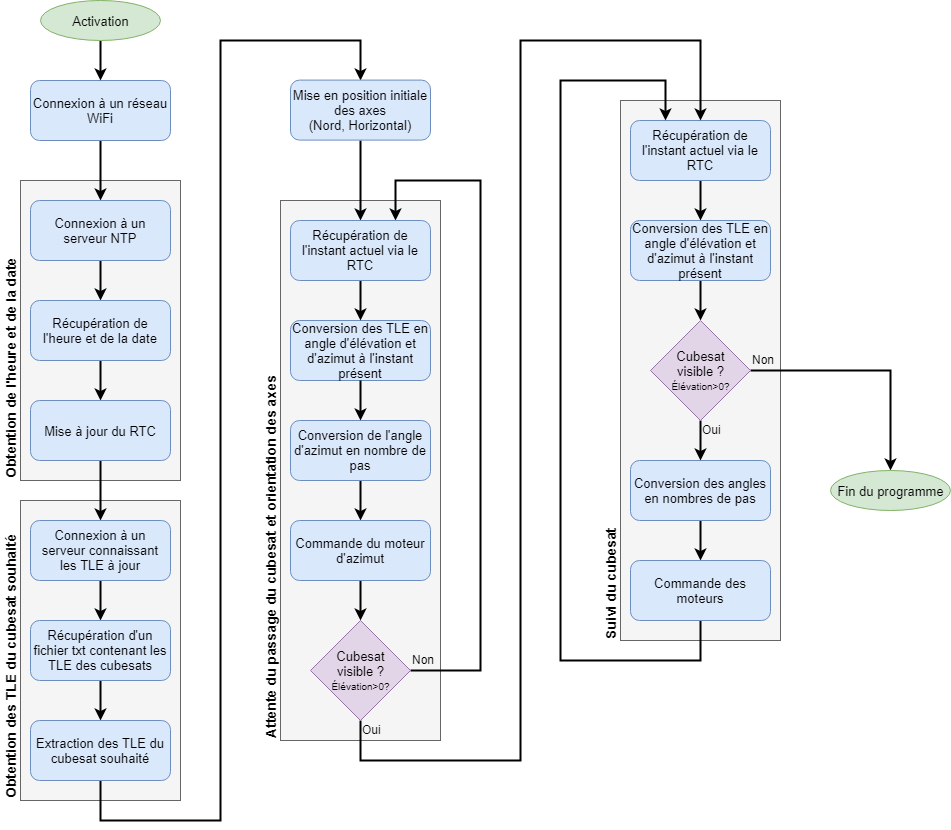 Activation
Connexion à un réseau
WiFi
Obtention de l'heure et de la date
Connexion à un
serveur NTP
Récupération de
l'heure et de la date
Mise à jour du RTC
Obtention des TLE du cubesat souhaité
Connexion à un
serveur connaissant
les TLE à jour
Récupération d'un
fichier txt contenant les
TLE des cubesats
Extraction des TLE du
cubesat souhaité
Mise en position initiale
des axes
(Nord, Horizontal)
Attente du passage du cubesat et orientation des axes
Récupération de
l'instant actuel via le
RTC
Conversion des TLE en
angle d'élévation et
d'azimut à l'instant
présent
Conversion de l'angle
d'azimut en nombre de
pas
Commande du moteur
d'azimut
Cubesat
visible ?
Élévation>0?
Non
Oui
Suivi du cubesat
Récupération de
l'instant actuel via le
RTC
Conversion des TLE en
angle d'élévation et
d'azimut à l'instant
présent
Cubesat
visible ?
Élévation>0?
Non
Oui
Conversion des angles
en nombres de pas
Commande des
moteurs
Fin du programme